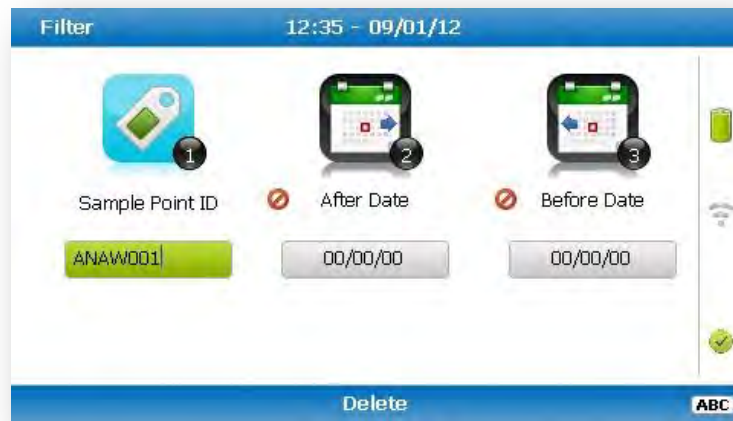 Filter 12:35 - 09/01/12
1 2 3
Sample Point ID After Date Before Date
ANAW001 00/00/00 00/00/00
Delete ABC